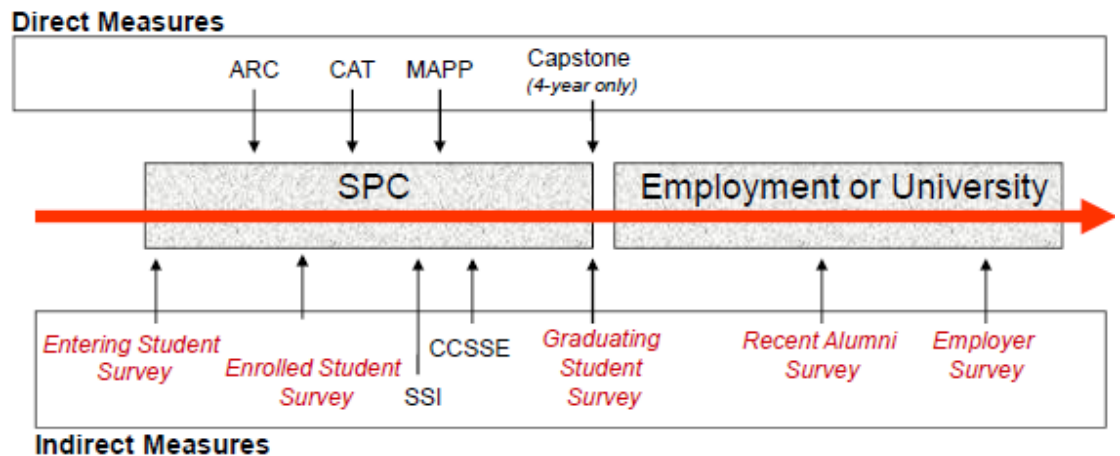 Direct Measures
ARC
CAT
MAPP
Capstone
(4-year only)
SPC
Employment or University
Entering Student
Survey
Enrolled Student
Survey
SSI
CCSSE
Graduating
Student
Survey
Recent Alumni
Survey
Employer
Survey
Indirect Measures